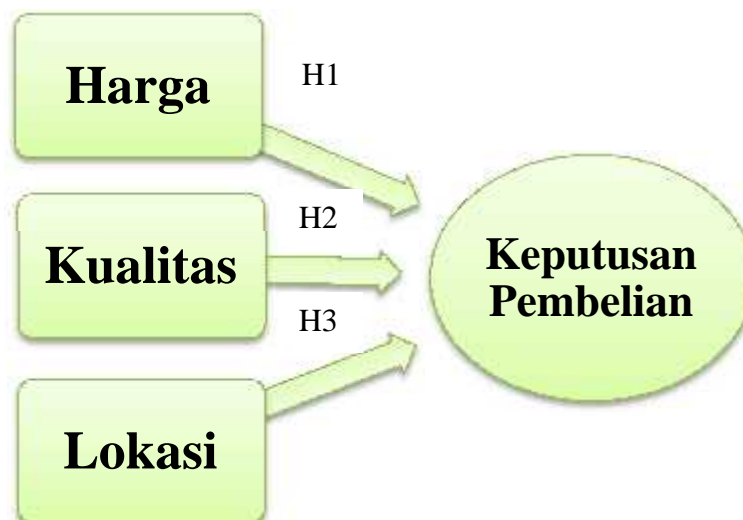 Harga
H1
H2
Kualitas
Keputusan
Pembelian
H3
Lokasi